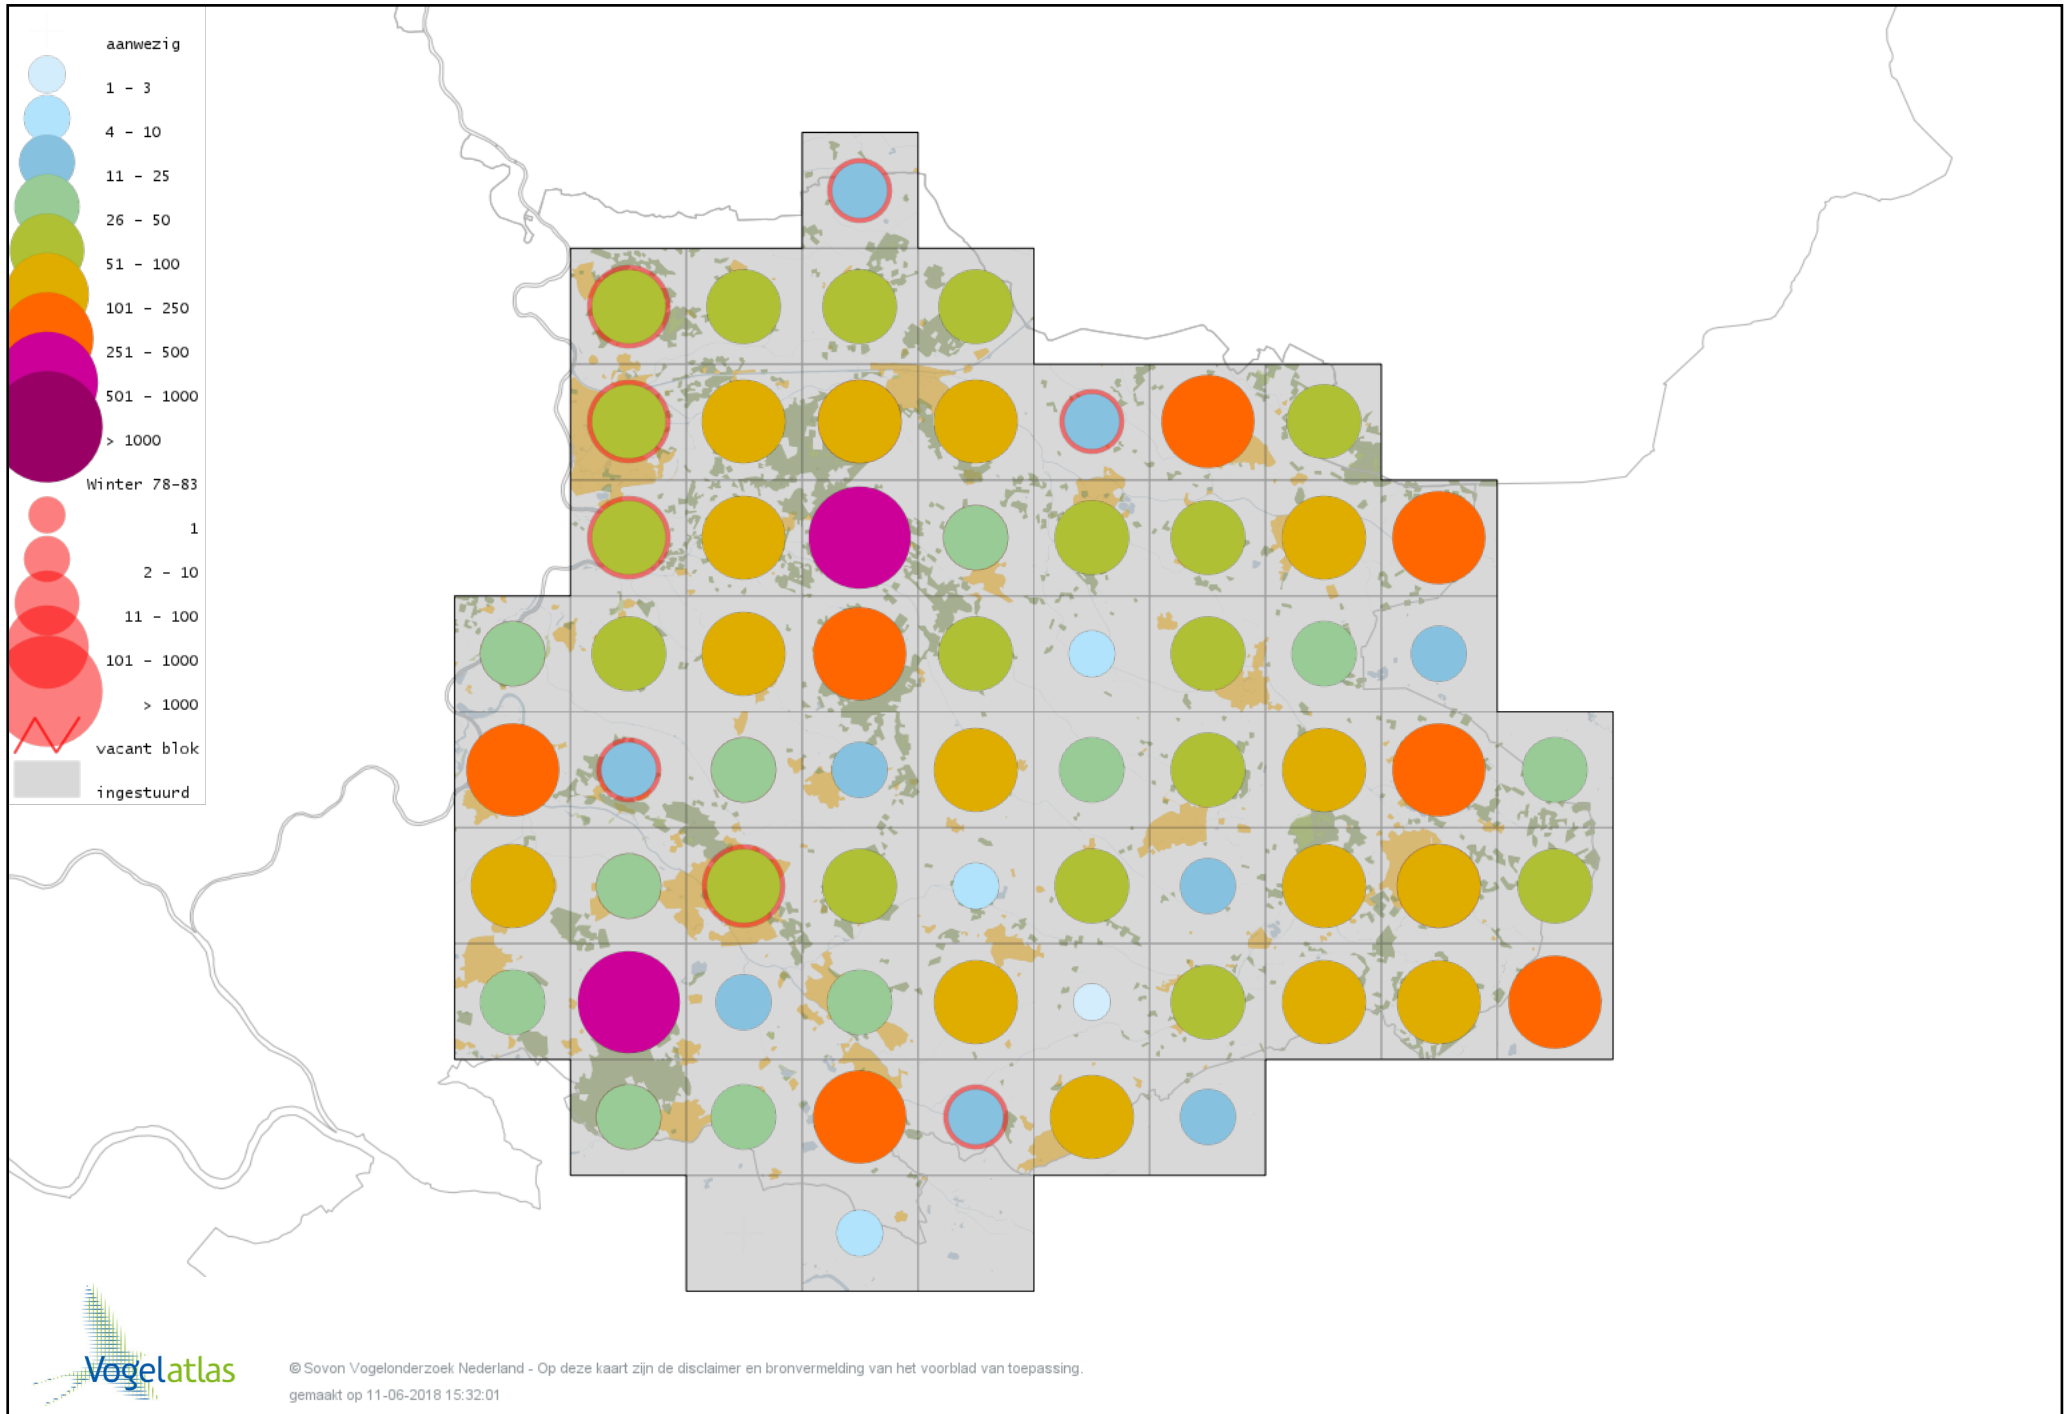 aanwezig
1 - 3
4 - 10
11 - 25
26 - 50
51 - 100
101 - 250
251 - 500
501 - 1000
> 1000
Winter 78-83
1
2 - 10
11 - 100
101 - 1000
> 1000
vacant blok
ingestuurd
Vogelatlas
© Sovon Vogelonderzoek Nederland - Op deze kaart zijn de disclaimer en bronvermelding van het voorblad van toepassing.
gemaakt op 11-06-2018 15:32:01